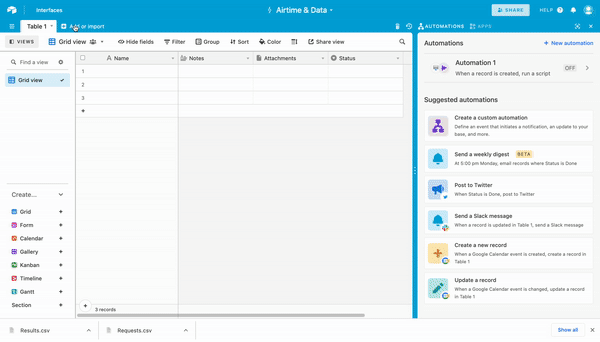 Interfaces
Airtime & Data
SHARE
HELP
Table 1
Add or import
AUTOMATIONS
APPS
VIEWS
Grid view
Hide fields
Filter
Group
Sort
Color
Share view
Automations
+ New automation
Find a view
Name
Notes
Attachments
Status
Grid view
1
2
3
+
Automation 1
When a record is created, run a script
OFF
Suggested automations
Create a custom automation
Define an event that initiates a notification, an update to your
base, and more.
Send a weekly digest
BETA
At 5:00 pm Monday, email records where Status is Done
Post to Twitter
When Status is Done, post to Twitter
Send a Slack message
When a record is updated in Table 1, send a Slack message
Create a new record
When a Google Calendar event is created, create a record in
Table 1
Update a record
When a Google Calendar event is changed, update a record
in Table 1
Create...
Grid +
Form +
Calendar +
Gallery +
Kanban +
Timeline +
Gantt +
Section +
+
3 records
Results.csv
Requests.csv
Show all